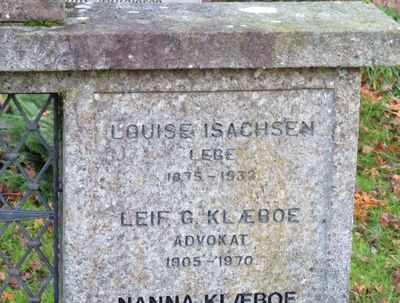 LOUISE ISACHSEN
LEGE
1875-1932
LEIF G. KLÆBOE
ADVOKAT
1905-1970
NANNA KLÆBOE